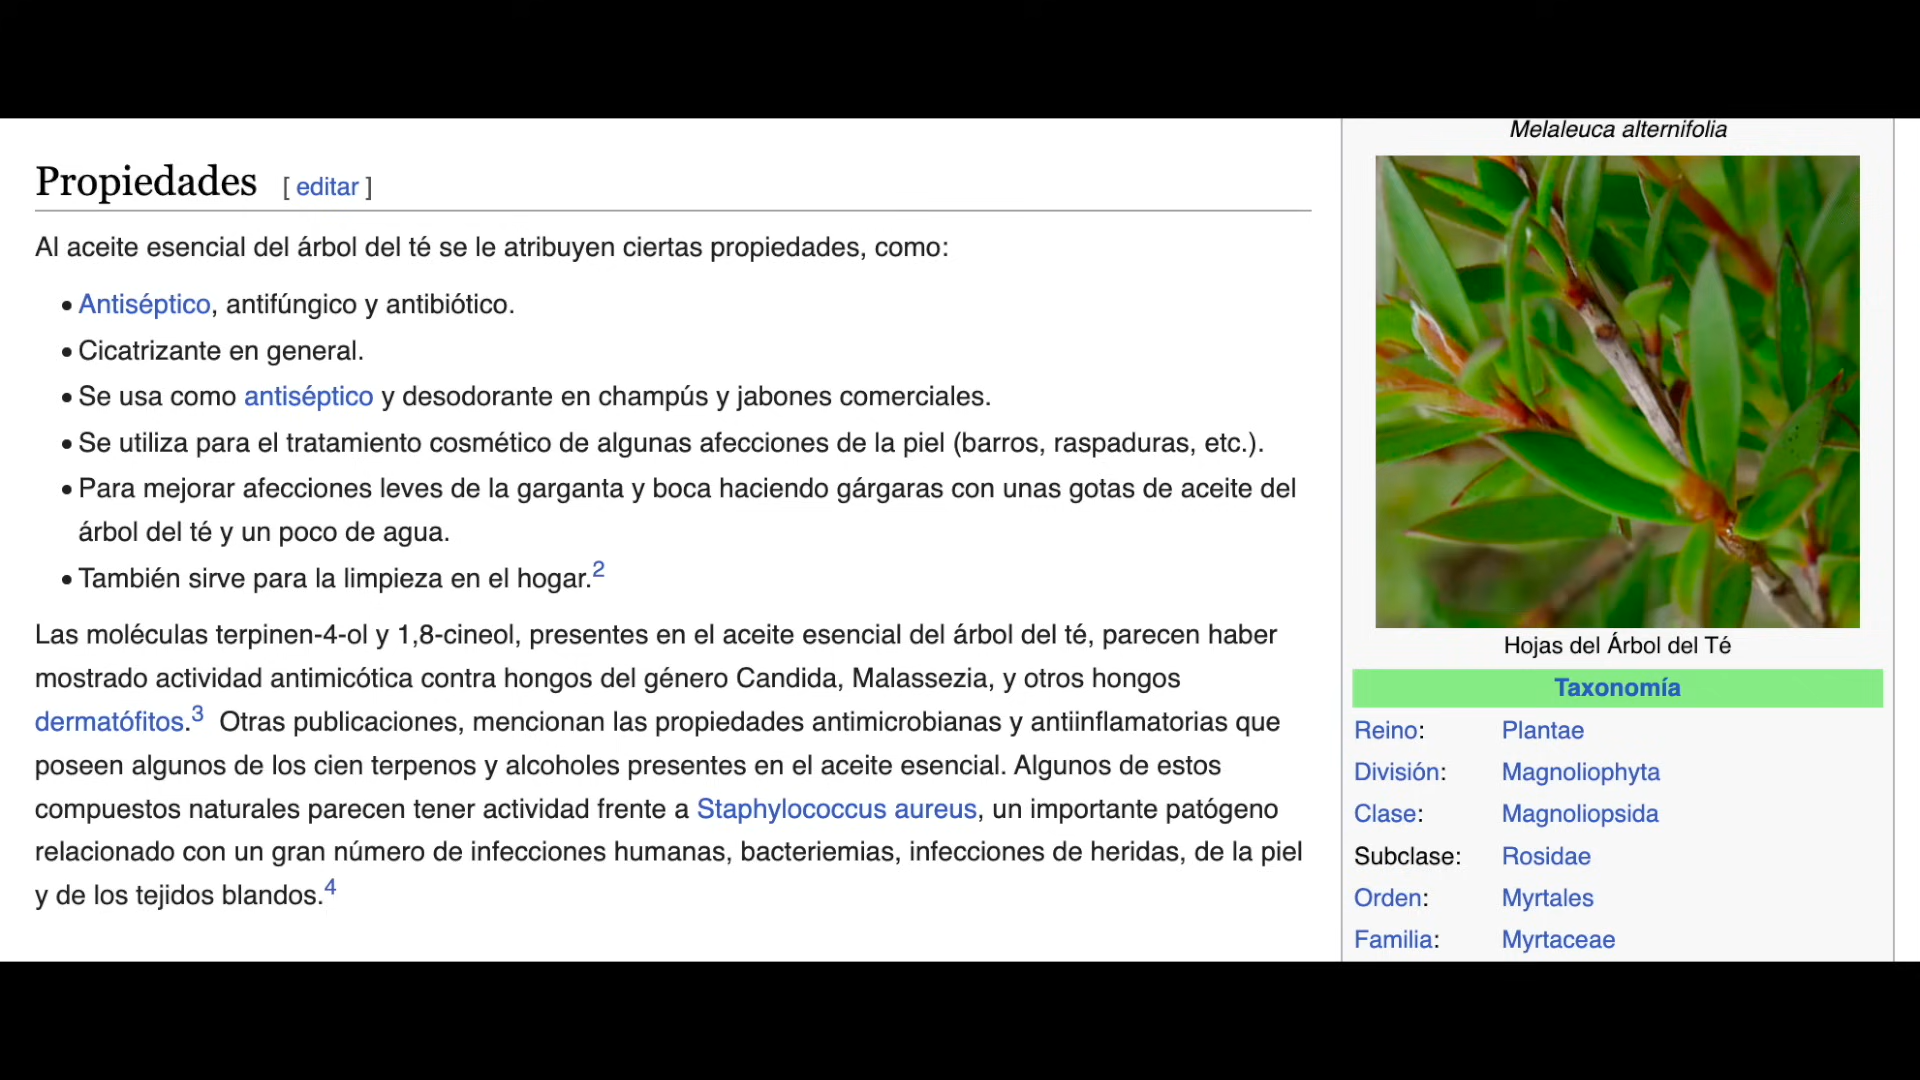 Propiedades [ editar ]
Al aceite esencial del árbol del té se le atribuyen ciertas propiedades, como:
• Antiséptico, antifúngico y antibiótico.
• Cicatrizante en general.
• Se usa como antiséptico y desodorante en champús y jabones comerciales.
• Se utiliza para el tratamiento cosmético de algunas afecciones de la piel (barros, raspaduras, etc.).
• Para mejorar afecciones leves de la garganta y boca haciendo gárgaras con unas gotas de aceite del
árbol del té y un poco de agua.
• También sirve para la limpieza en el hogar.2
Las moléculas terpinen-4-ol y 1,8-cineol, presentes en el aceite esencial del árbol del té, parecen haber
mostrado actividad antimicótica contra hongos del género Candida, Malassezia, y otros hongos
dermatófitos.3 Otras publicaciones, mencionan las propiedades antimicrobianas y antiinflamatorias que
poseen algunos de los cien terpenos y alcoholes presentes en el aceite esencial. Algunos de estos
compuestos naturales parecen tener actividad frente a Staphylococcus aureus, un importante patógeno
relacionado con un gran número de infecciones humanas, bacteriemias, infecciones de heridas, de la piel
y de los tejidos blandos.4
Melaleuca alternifolia
Hojas del Árbol del Té
Taxonomía
Reino: Plantae
División: Magnoliophyta
Clase: Magnoliopsida
Subclase: Rosidae
Orden: Myrtales
Familia: Myrtaceae